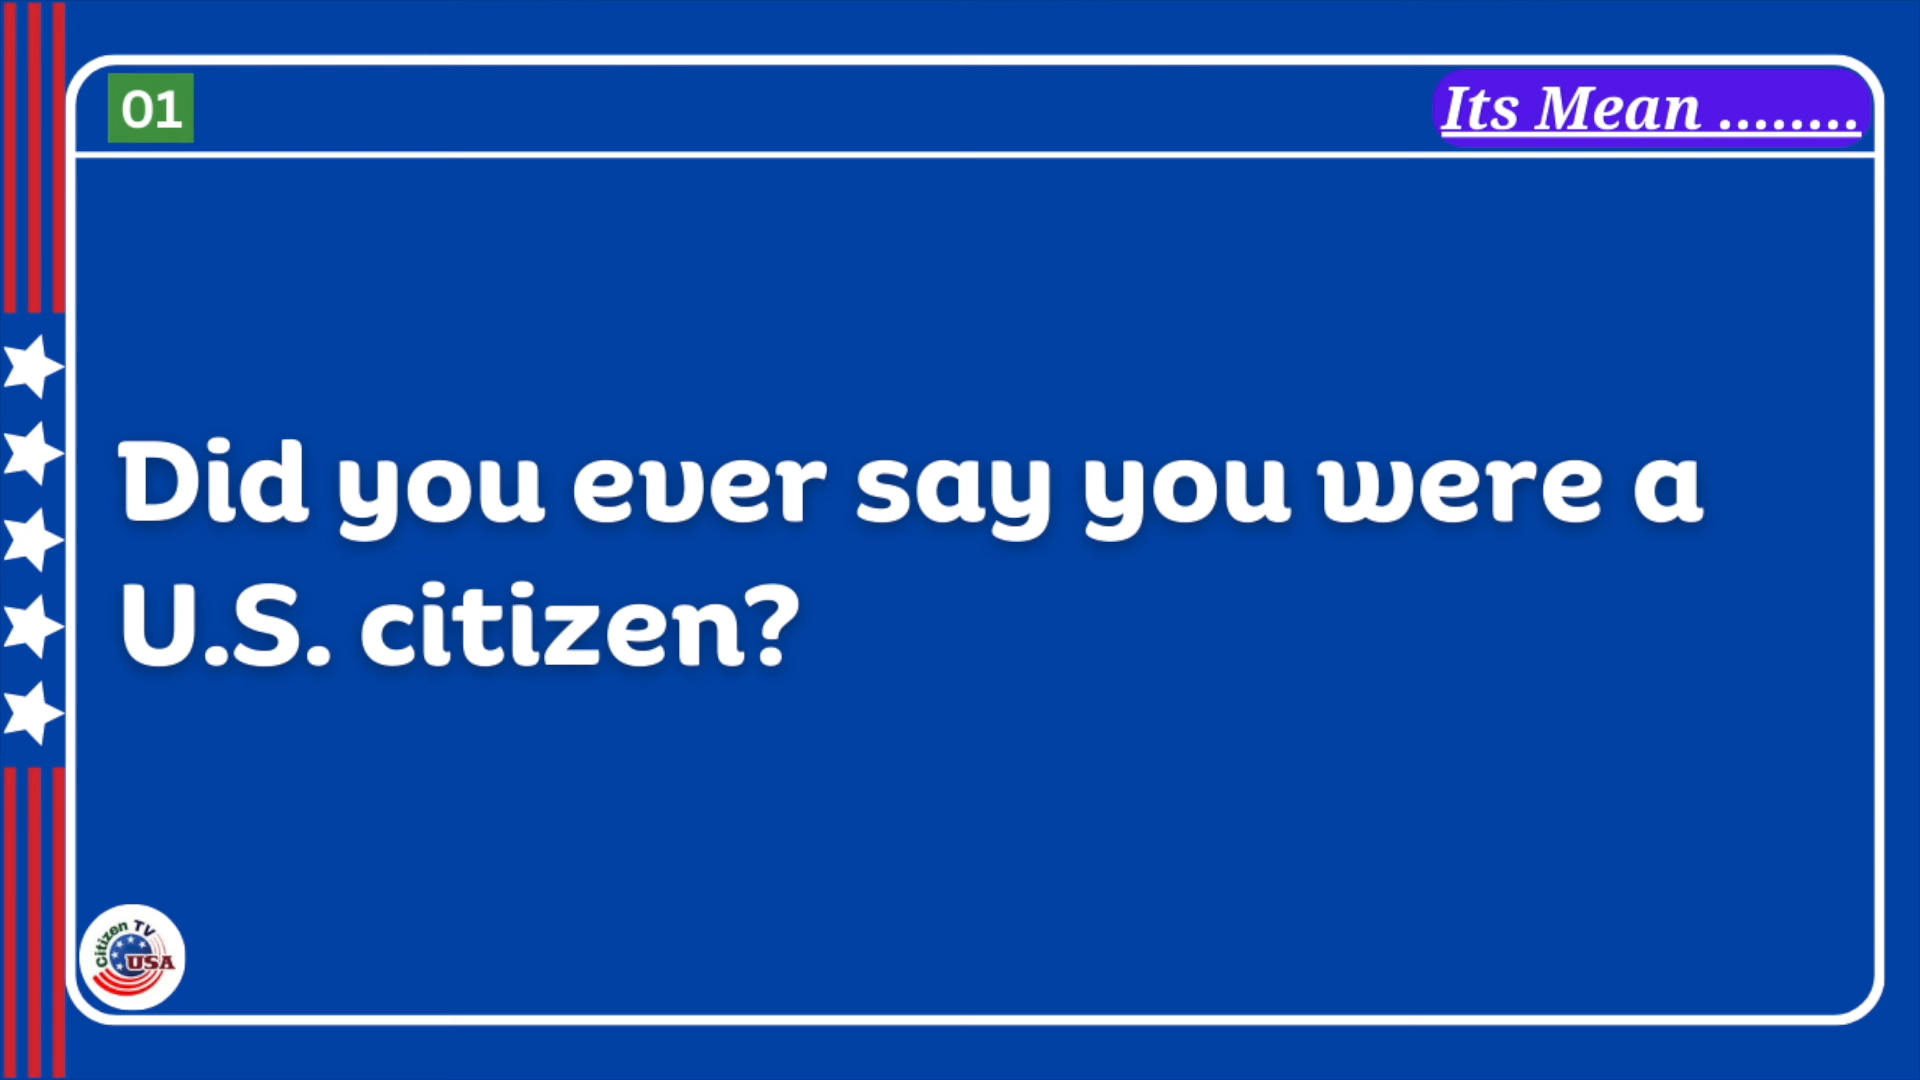 01
Its Mean ........
Did you ever say you were a
U.S. citizen?
Citizen TV
USA